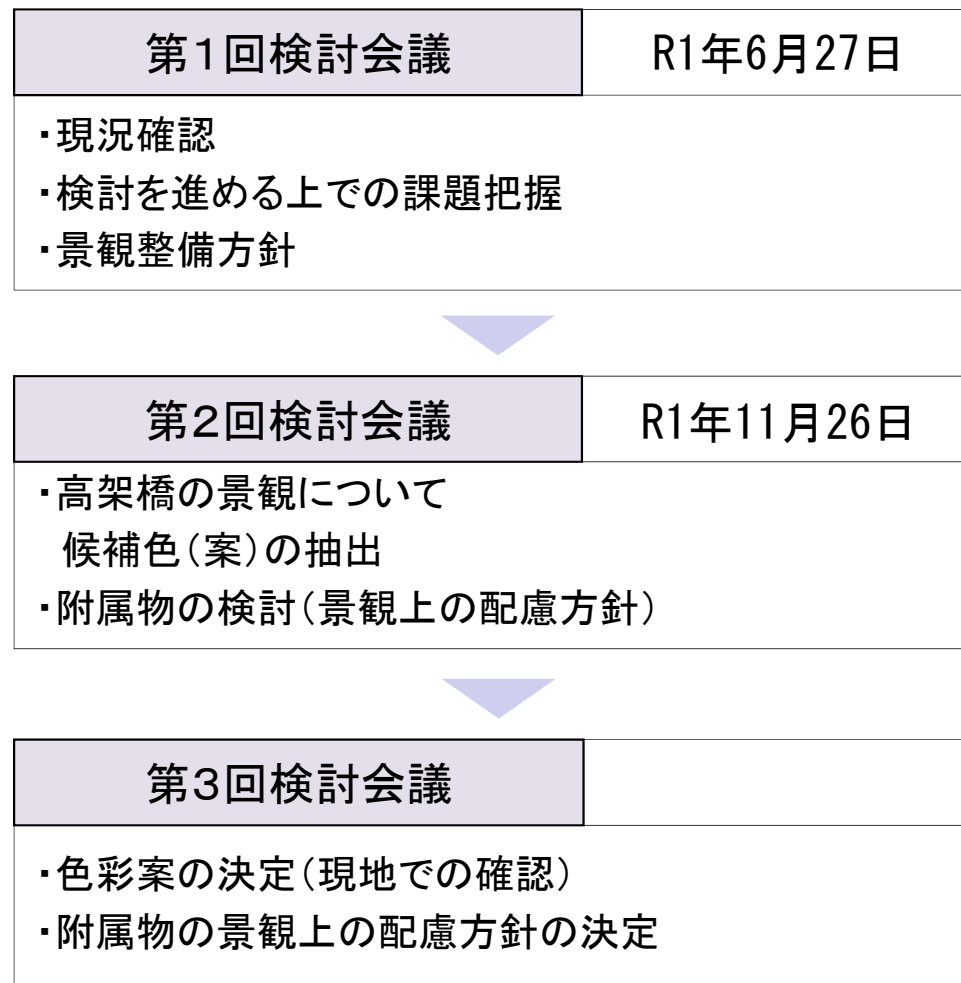 第１回検討会議
R1年6月27日
・現況確認
・検討を進める上での課題把握
・景観整備方針
第２回検討会議
R1年11月26日
・高架橋の景観について
候補色（案）の抽出
・附属物の検討（景観上の配慮方針）
第３回検討会議
・色彩案の決定（現地での確認）
・附属物の景観上の配慮方針の決定